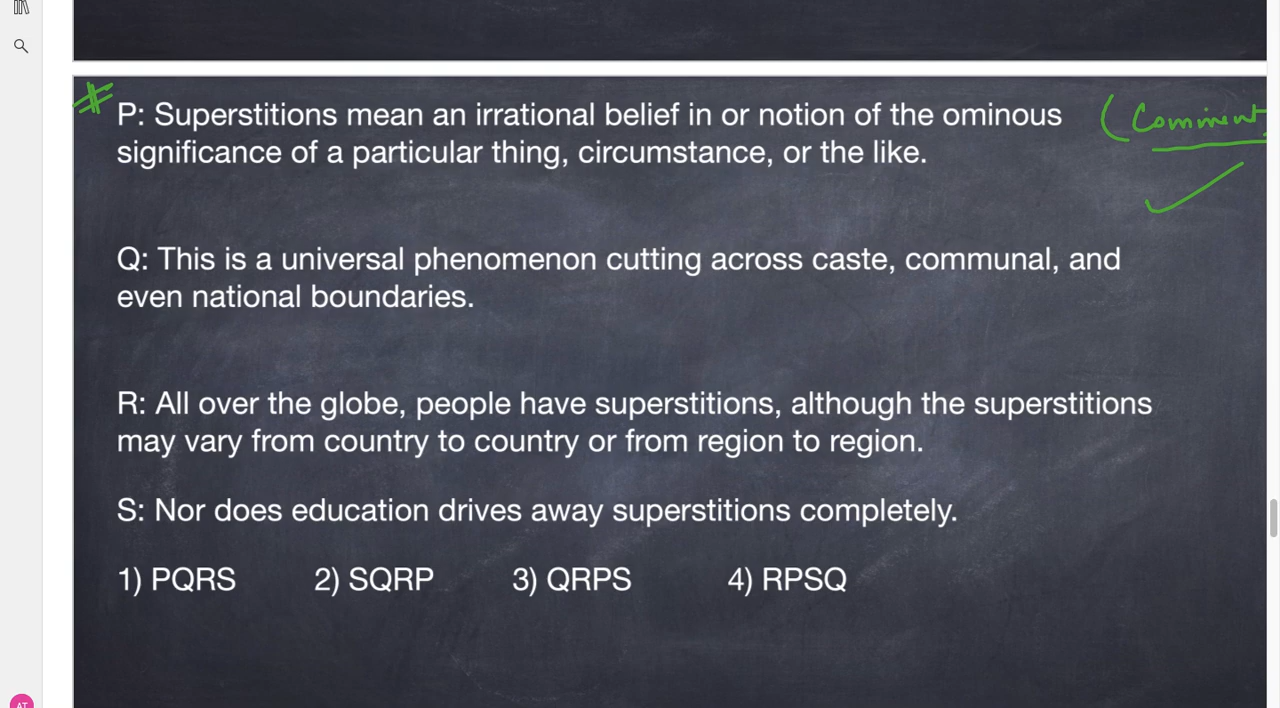 P: Superstitions mean an irrational belief in or notion of the ominous
(Comment
significance of a particular thing, circumstance, or the like.
Q: This is a universal phenomenon cutting across caste, communal, and
even national boundaries.
R: All over the globe, people have superstitions, although the superstitions
may vary from country to country or from region to region.
S: Nor does education drives away superstitions completely.
1) PQRS 2) SQRP 3) QRPS 4) RPSQ
AT